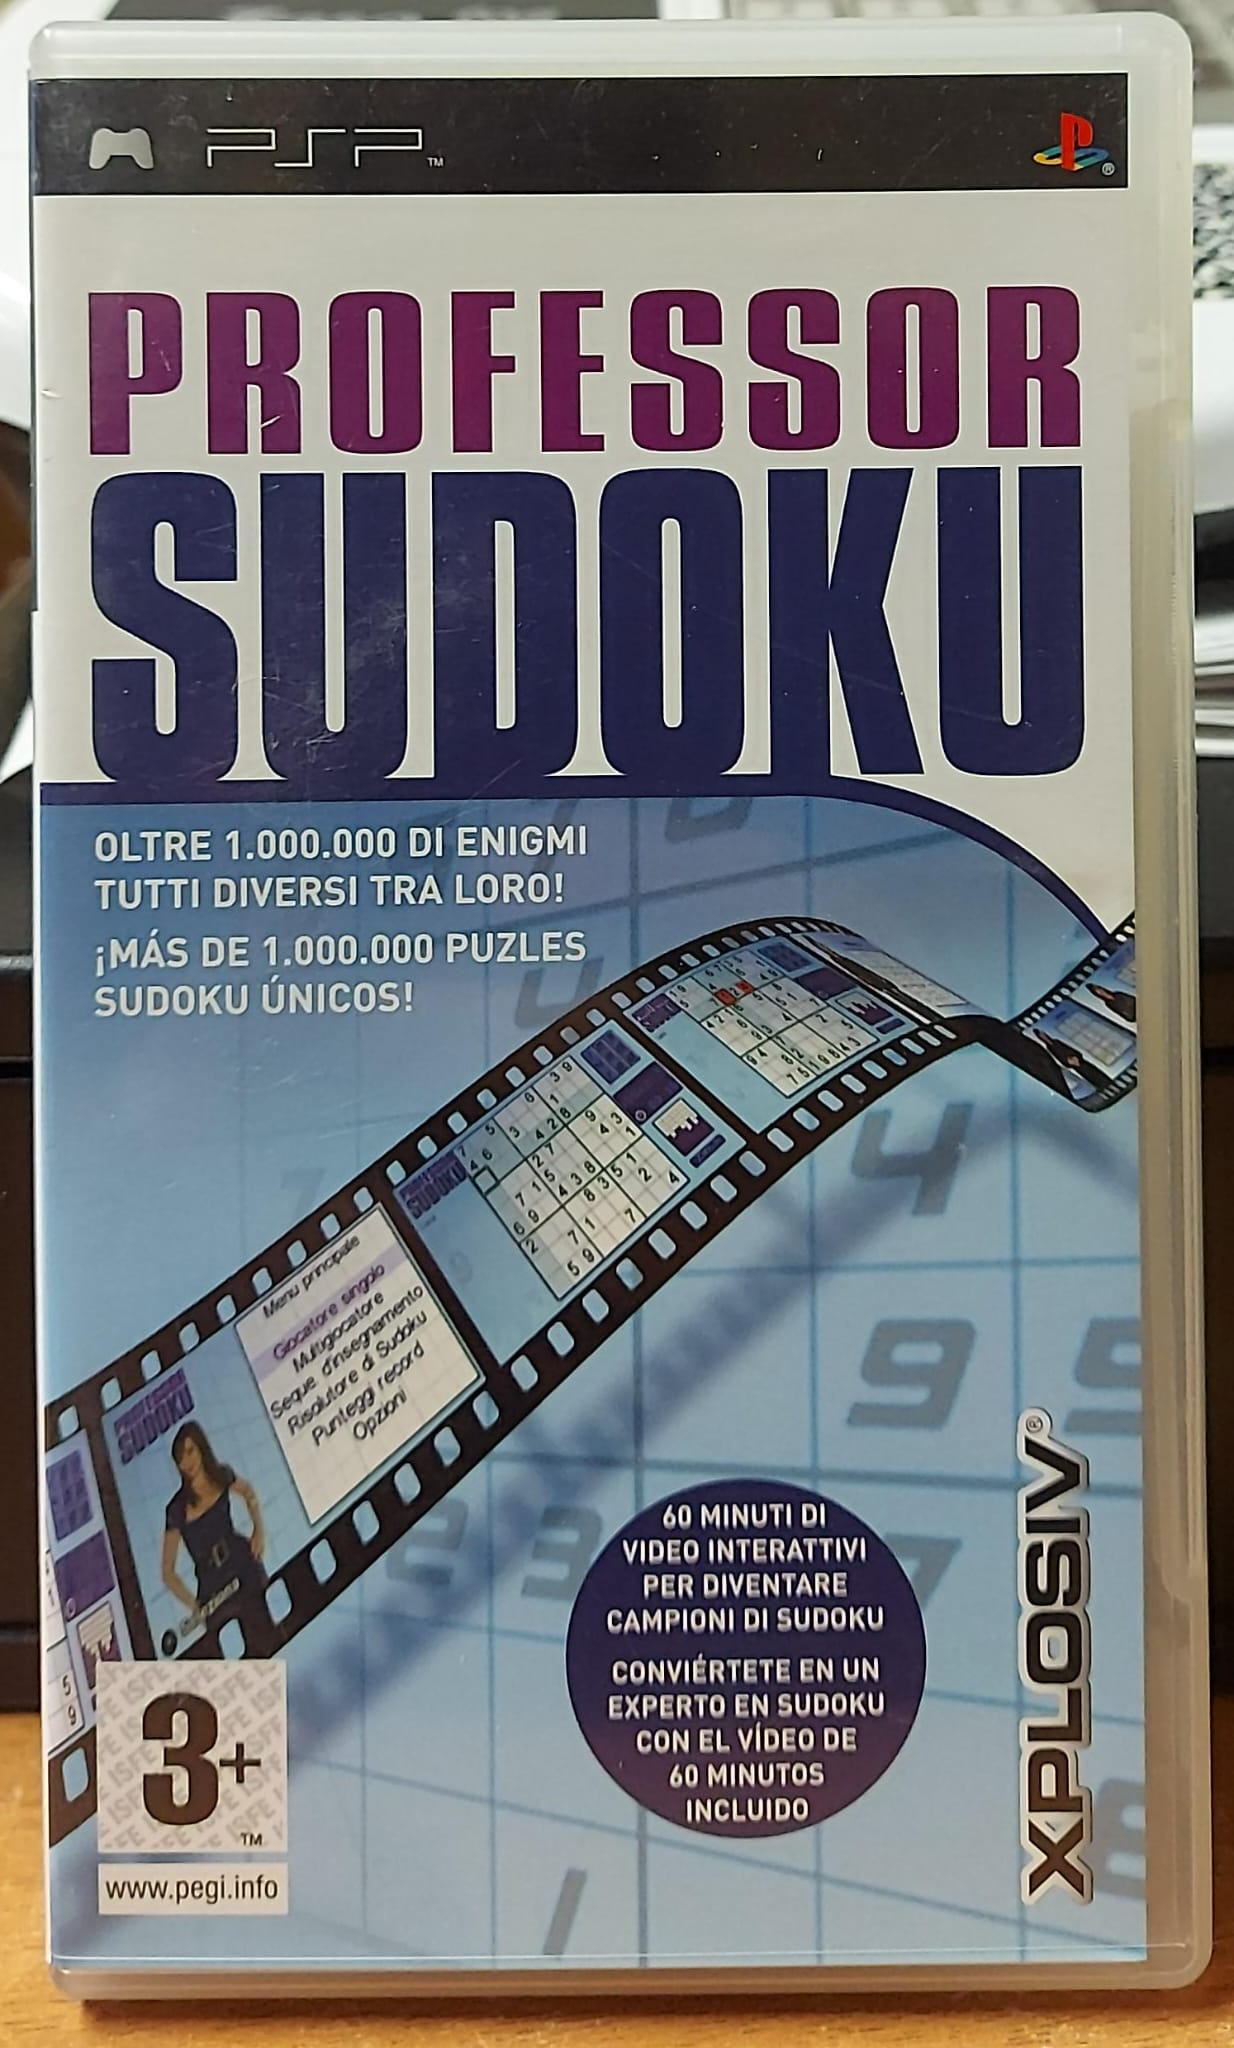 PSP™
PROFESSOR
SUDOKU
OLTRE 1.000.000 DI ENIGMI
TUTTI DIVERSI TRA LORO!
¡MÁS DE 1.000.000 PUZLES
SUDOKU ÚNICOS!
Menu principale
Giocatore singolo
Multigiocatore
Seque d'insegnamento
Risolutore di Sudoku
Punteggi record
Opzioni
SUDOKU
60 MINUTI DI
VIDEO INTERATTIVI
PER DIVENTARE
CAMPIONI DI SUDOKU
CONVIÉRTETE EN UN
EXPERTO EN SUDOKU
CON EL VÍDEO DE
60 MINUTOS
INCLUIDO
XPLOSIV®
3+
™
www.pegi.info